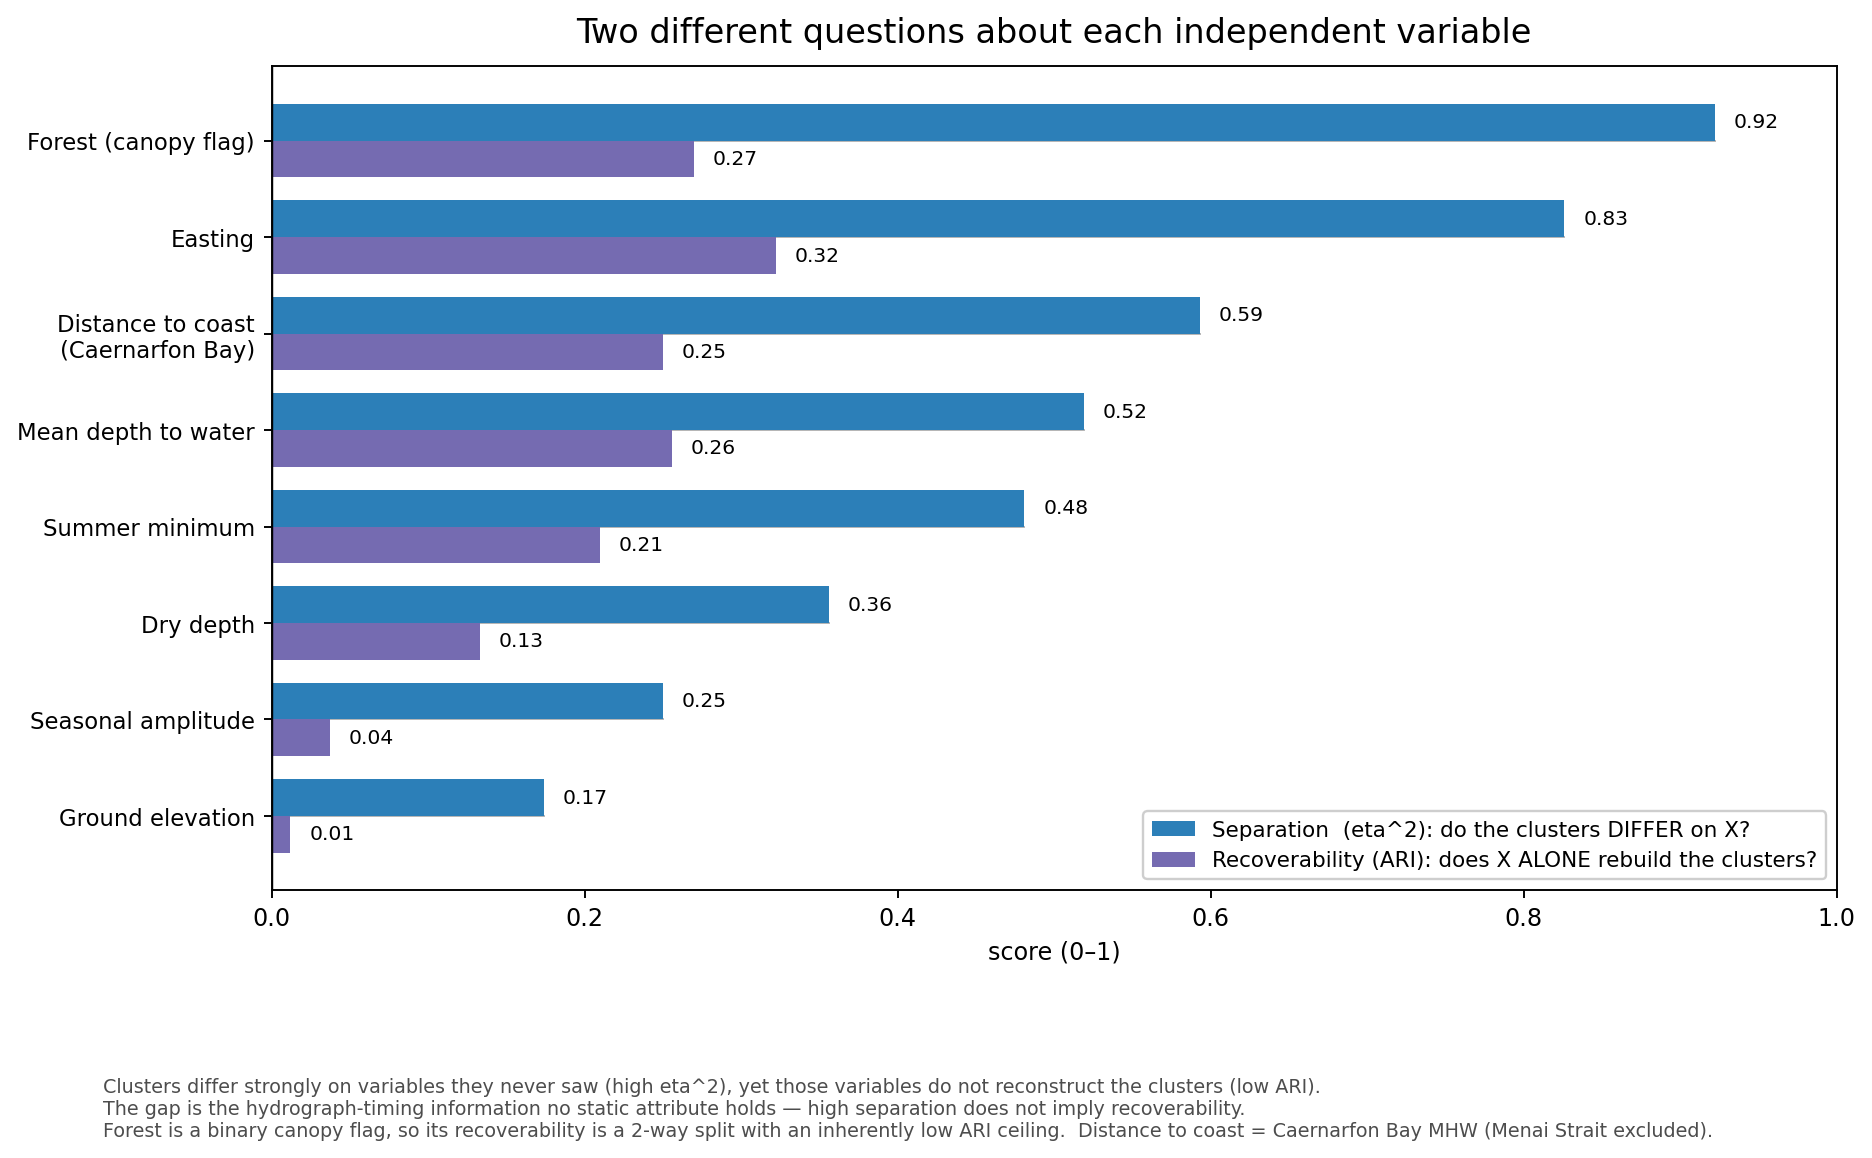 Two different questions about each independent variable
Forest (canopy flag)
0.92
0.27
Easting
0.83
0.32
Distance to coast
(Caernarfon Bay)
0.59
0.25
Mean depth to water
0.52
0.26
Summer minimum
0.48
0.21
Dry depth
0.36
0.13
Seasonal amplitude
0.25
0.04
Ground elevation
0.17
0.01
Separation  (eta^2): do the clusters DIFFER on X?
Recoverability (ARI): does X ALONE rebuild the clusters?
0.0 0.2 0.4 0.6 0.8 1.0
score (0–1)
Clusters differ strongly on variables they never saw (high eta^2), yet those variables do not reconstruct the clusters (low ARI).
The gap is the hydrograph-timing information no static attribute holds — high separation does not imply recoverability.
Forest is a binary canopy flag, so its recoverability is a 2-way split with an inherently low ARI ceiling.  Distance to coast = Caernarfon Bay MHW (Menai Strait excluded).